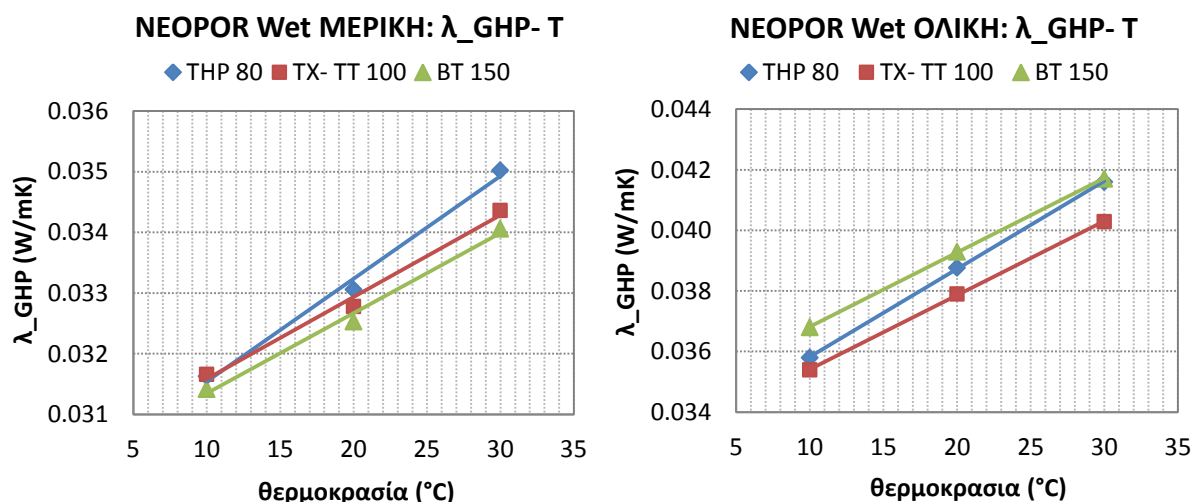 NEOPOR Wet ΜΕΡΙΚΗ: λ_GHP- T
THP 80 TX- TT 100 BT 150
0.036
0.035
0.034
0.033
0.032
0.031
λ_GHP (W/mK)
5 10 15 20 25 30 35
θερμοκρασία (°C)
NEOPOR Wet ΟΛΙΚΗ: λ_GHP- T
THP 80 TX- TT 100 BT 150
0.044
0.042
0.040
0.038
0.036
0.034
λ_GHP (W/mK)
5 10 15 20 25 30 35
θερμοκρασια (°C)